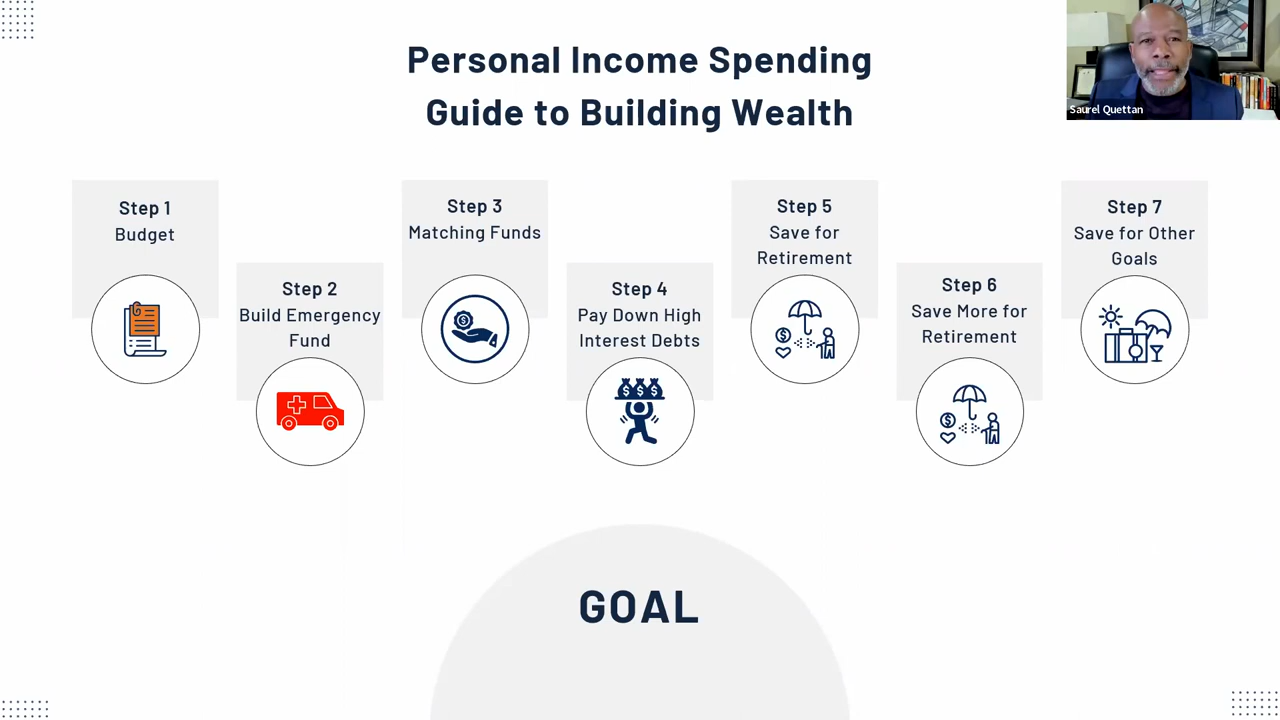 Personal Income Spending
Guide to Building Wealth
Saurel Quettan
Step 1
Budget
Step 2
Build Emergency
Fund
Step 3
Matching Funds
Step 4
Pay Down High
Interest Debts
Step 5
Save for
Retirement
Step 6
Save More for
Retirement
Step 7
Save for Other
Goals
GOAL